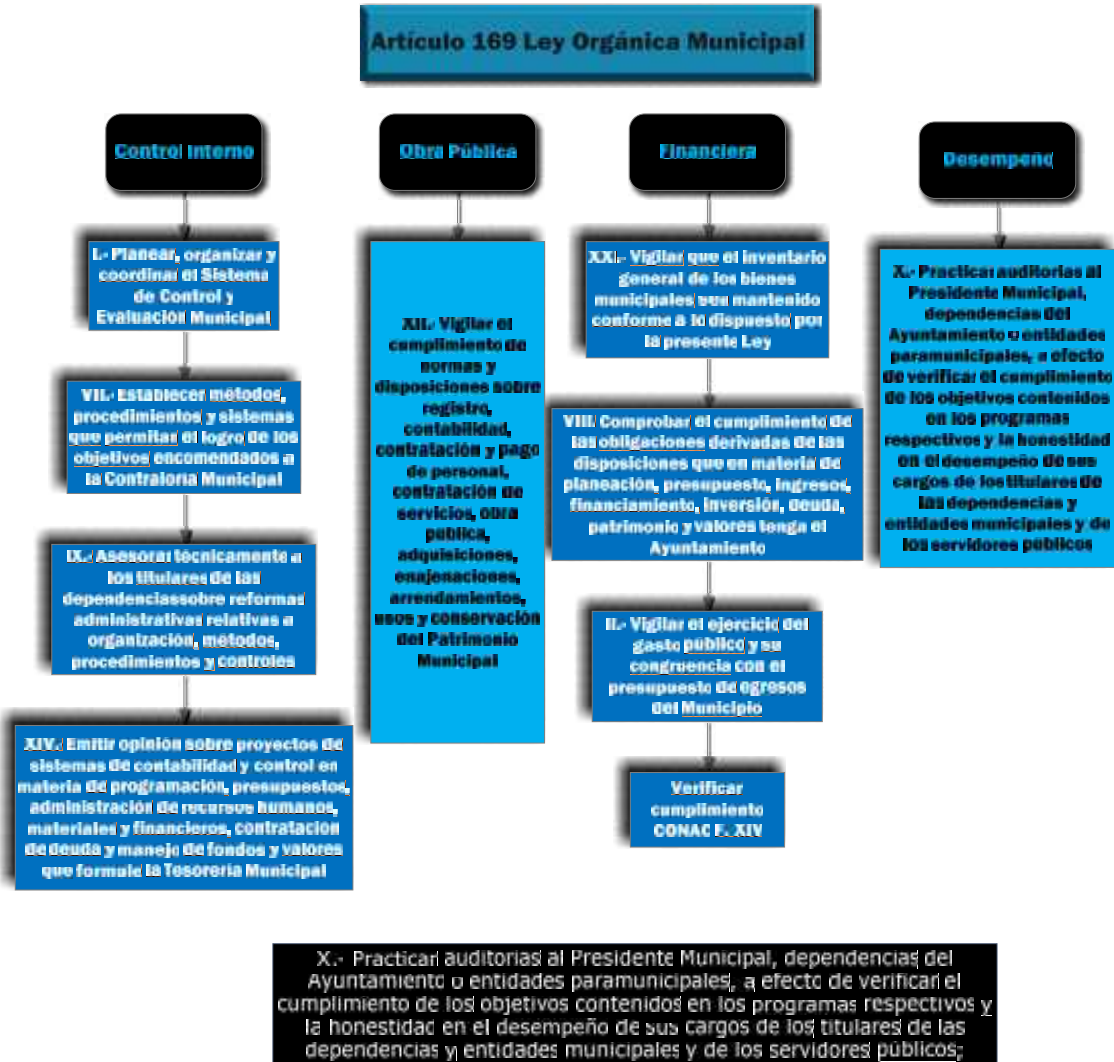 Artículo 169 Ley Orgánica Municipal
Control Interno
I.- Planear, organizar y
coordinar el Sistema
de Control y
Evaluación Municipal
VII.- Establecer métodos,
procedimientos y sistemas
que permitan el logro de los
objetivos encomendados a
la Contraloría Municipal
IX.- Asesorar técnicamente a
los titulares de las
dependenciassobre reformas
administrativas relativas a
organización, métodos,
procedimientos y controles
XIV.- Emitir opinión sobre proyectos de
sistemas de contabilidad y control en
materia de programación, presupuestos,
administración de recursos humanos,
materiales y financieros, contratación
de deuda y manejo de fondos y valores
que formule la Tesorería Municipal
Obra Pública
XII.- Vigilar el
cumplimiento de
normas y
disposiciones sobre
registro,
contabilidad,
contratación y pago
de personal,
contratación de
servicios, obra
pública,
adquisiciones,
enajenaciones,
arrendamientos,
usos y conservación
del Patrimonio
Municipal
Financiera
XXI.- Vigilar que el inventario
general de los bienes
municipales sea mantenido
conforme a lo dispuesto por
la presente Ley
VIII. Comprobar el cumplimiento de
las obligaciones derivadas de las
disposiciones que en materia de
planeación, presupuesto, ingresos,
financiamiento, inversión, deuda,
patrimonio y valores tenga el
Ayuntamiento
II.- Vigilar el ejercicio del
gasto público y su
congruencia con el
presupuesto de egresos
del Municipio
Verificar
cumplimiento
CONAC F. XIV
Desempeño
X.- Practicar auditorias al
Presidente Municipal,
dependencias del
Ayuntamiento o entidades
paramunicipales, a efecto
de verificar el cumplimiento
de los objetivos contenidos
en los programas
respectivos y la honestidad
en el desempeño de sus
cargos de lostitulares de
las dependencias y
entidades municipales y de
los servidores públicos
X.- Practicar auditorias al Presidente Municipal, dependencias del
Ayuntamiento o entidades paramunicipales, a efecto de verificar el
cumplimiento de los objetivos contenidos en los programas respectivos y
la honestidad en el desempeño de sus cargos de los titulares de las
dependencias y entidades municipales y de los servidores públicos;